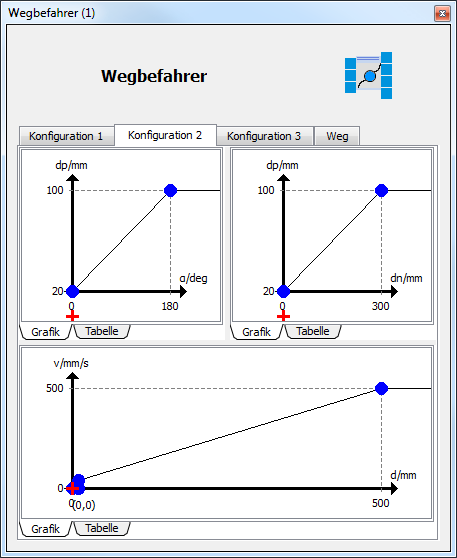 Wegbefahrer (1)
Wegbefahrer
Konfiguration 1 Konfiguration 2 Konfiguration 3 Weg
dp/mm
100
α/deg
20
0 180
Grafik Tabelle
dp/mm
100
dn/mm
20
0 300
Grafik Tabelle
v/mm/s
500
d/mm
0
0 (0,0) 500
Grafik Tabelle